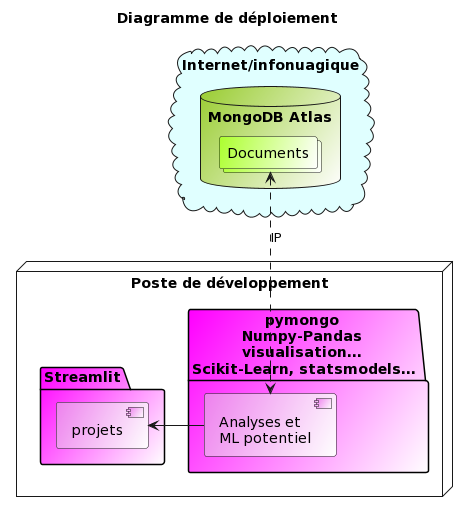 Diagramme de déploiement
Internet/infonuagique
MongoDB Atlas
Documents
IP
Poste de développement
pymongo
Numpy-Pandas
visualisation...
Scikit-Learn, statsmodels...
Streamlit
projets
Analyses et
ML potentiel